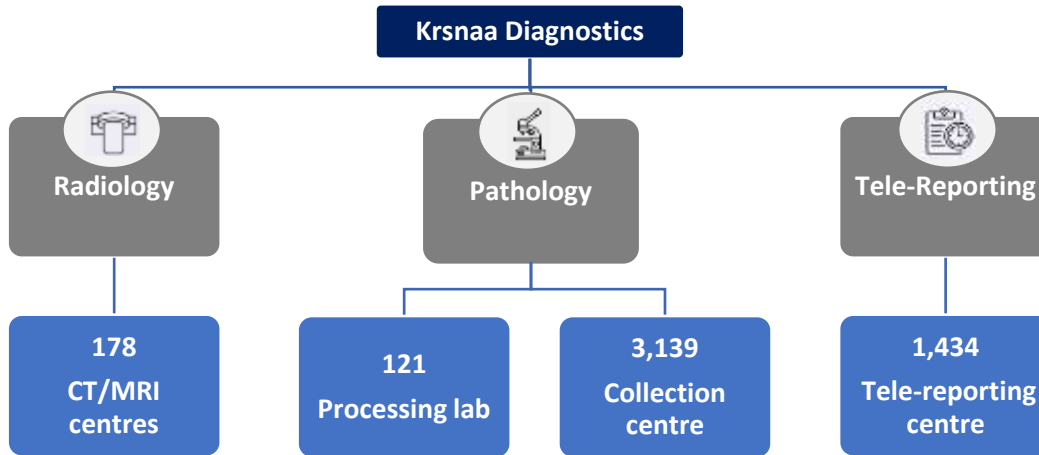 Krsnaa Diagnostics
Radiology
Pathology
Tele-Reporting
178
CT/MRI
centres
121
Processing lab
3,139
Collection
centre
1,434
Tele-reporting
centre